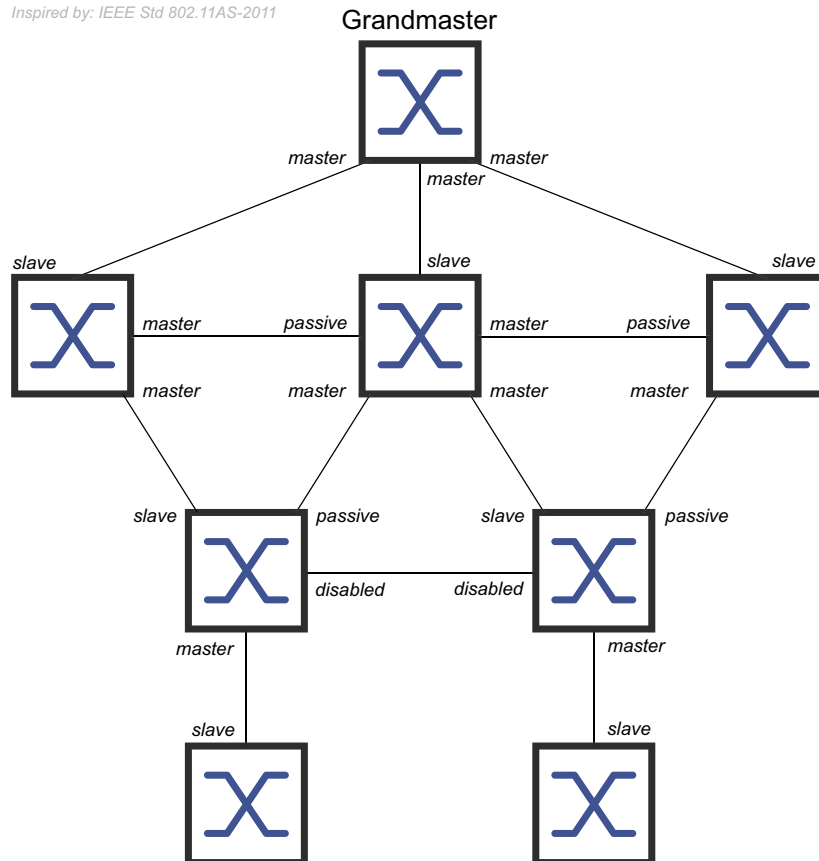 Inspired by: IEEE Std 802.11AS-2011
Grandmaster
master master
master
slave slave slave
master passive master passive
master master master master
slave passive slave passive
disabled disabled
master master
slave slave